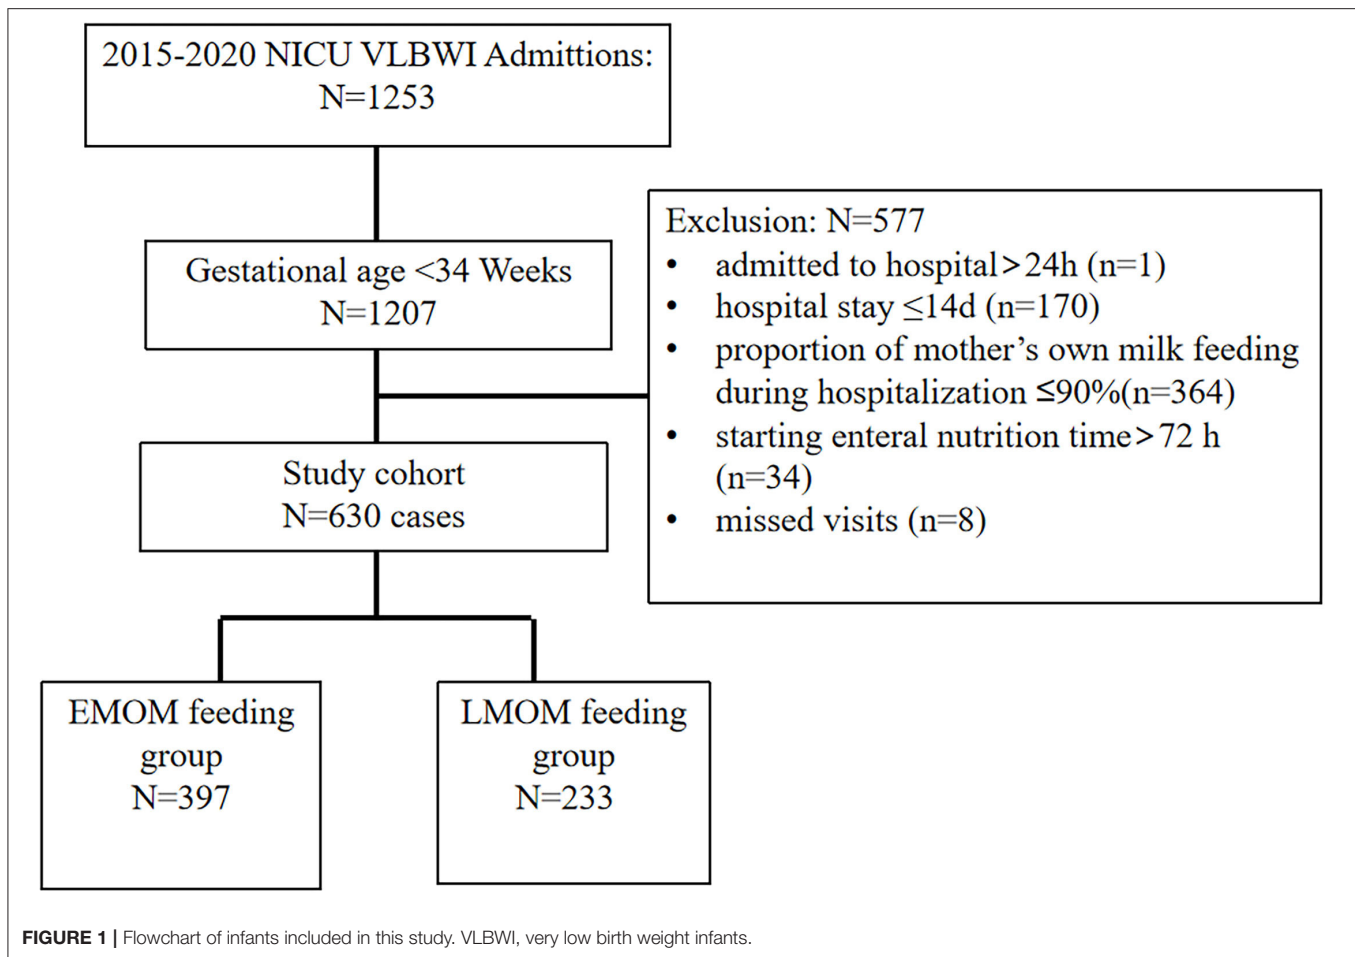 2015-2020 NICU VLBWI Admittions:
N=1253
Gestational age <34 Weeks
N=1207
Exclusion: N=577
• admitted to hospital>24h (n=1)
• hospital stay ≤14d (n=170)
• proportion of mother’s own milk feeding
during hospitalization ≤90%(n=364)
• starting enteral nutrition time>72 h
(n=34)
• missed visits (n=8)
Study cohort
N=630 cases
EMOM feeding
group
N=397
LMOM feeding
group
N=233
FIGURE 1 | Flowchart of infants included in this study. VLBWI, very low birth weight infants.